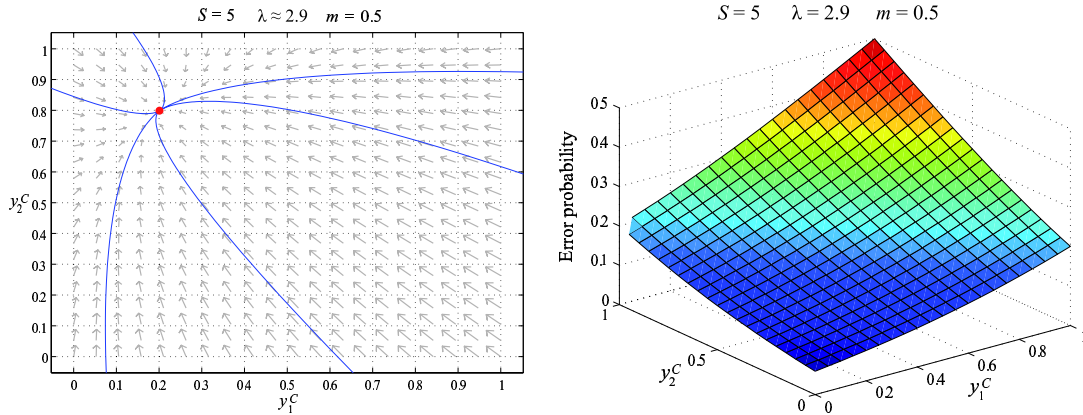 S = 5 λ ≈ 2.9 m = 0.5
1
0.9
0.8
0.7
0.6
0.5
0.4
0.3
0.2
0.1
0
y₂ᶜ
0 0.1 0.2 0.3 0.4 0.5 0.6 0.7 0.8 0.9 1
y₁ᶜ
S = 5 λ = 2.9 m = 0.5
Error probability
0.5
0.4
0.3
0.2
0.1
0
1
0.5
0
y₂ᶜ
0 0.2 0.4 0.6 0.8
y₁ᶜ